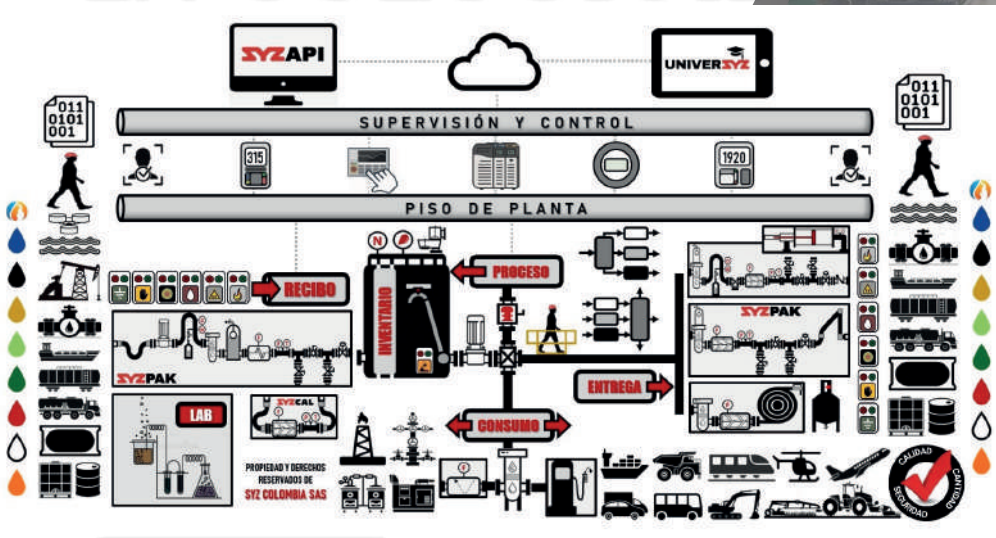 SYZAPI
UNIVERSYZ
011
0101
001
011
0101
001
SUPERVISIÓN Y CONTROL
315
1920
PISO DE PLANTA
N
PROCESO
RECIBO
INVENTARIO
SYZPAK
SYZPAK
ENTREGA
LAB
SYZCAL
CONSUMO
PROPIEDAD Y DERECHOS
RESERVADOS DE
SYZ COLOMBIA SAS
CALIDAD
CANTIDAD
SEGURIDAD